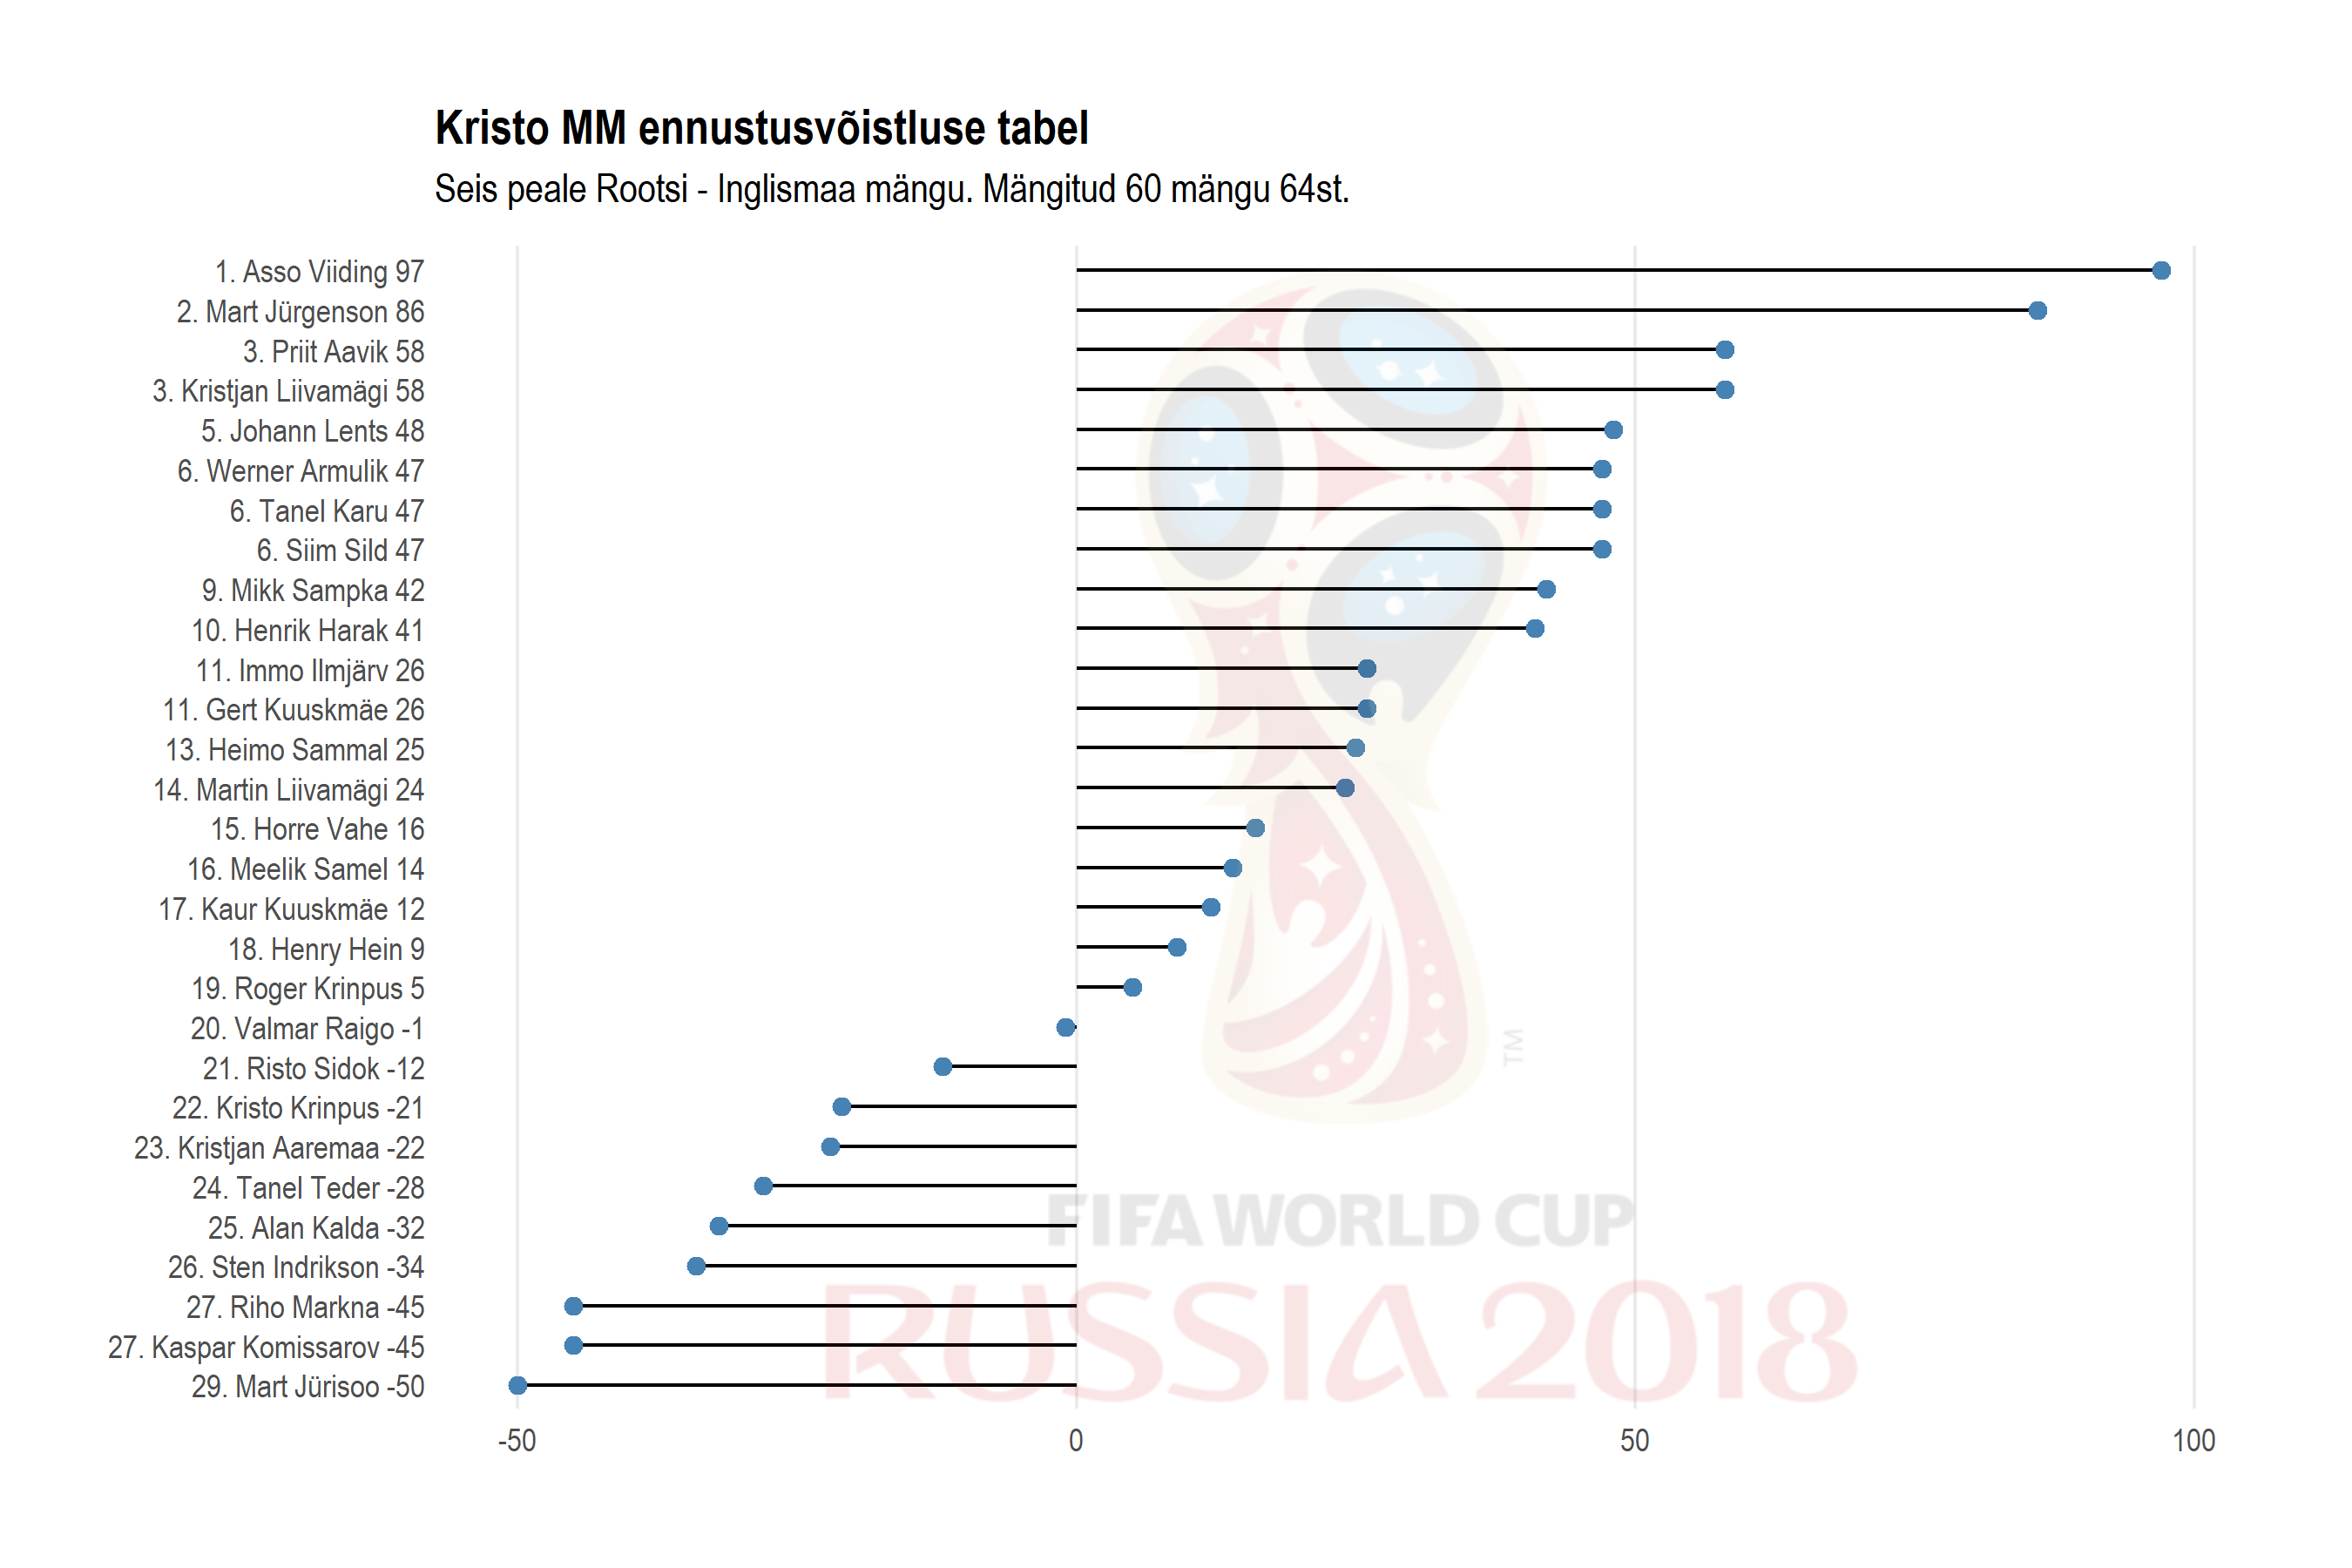 Kristo MM ennustusvõistluse tabel
Seis peale Rootsi - Inglismaa mängu. Mängitud 60 mängu 64st.
1. Asso Viiding 97
2. Mart Jürgenson 86
3. Priit Aavik 58
3. Kristjan Liivamägi 58
5. Johann Lents 48
6. Werner Armulik 47
6. Tanel Karu 47
6. Siim Sild 47
9. Mikk Sampka 42
10. Henrik Harak 41
11. Immo Ilmjärv 26
11. Gert Kuuskmäe 26
13. Heimo Sammal 25
14. Martin Liivamägi 24
15. Horre Vahe 16
16. Meelik Samel 14
17. Kaur Kuuskmäe 12
18. Henry Hein 9
19. Roger Krinpus 5
20. Valmar Raigo -1
21. Risto Sidok -12
22. Kristo Krinpus -21
23. Kristjan Aaremaa -22
24. Tanel Teder -28
25. Alan Kalda -32
26. Sten Indrikson -34
27. Riho Markna -45
27. Kaspar Komissarov -45
29. Mart Jürisoo -50
TM
FIFA WORLD CUP
RUSSIA 2018
-50 0 50 100